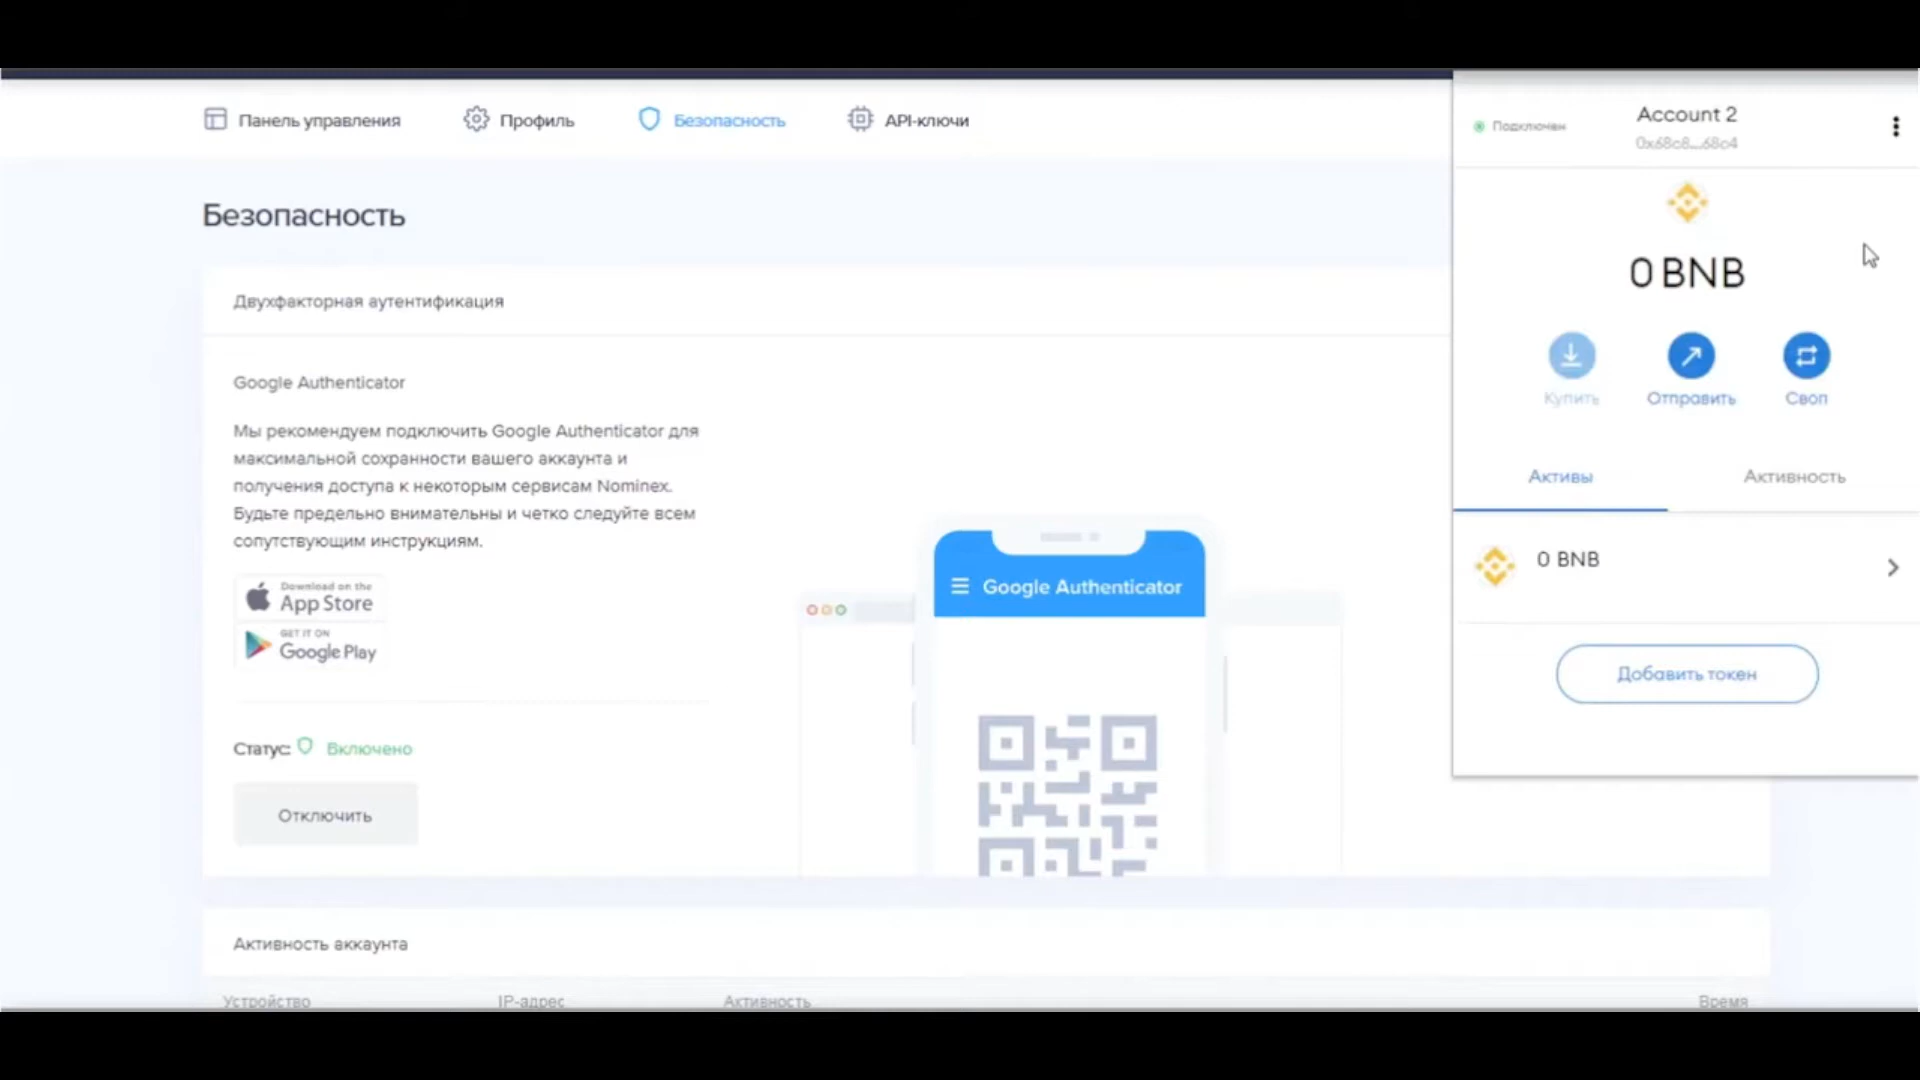 Панель управления
Профиль
Безопасность
API-ключи
Безопасность
Двухфакторная аутентификация
Google Authenticator
Мы рекомендуем подключить Google Authenticator для
максимальной сохранности вашего аккаунта и
получения доступа к некоторым сервисам Nominex.
Будьте предельно внимательны и четко следуйте всем
сопутствующим инструкциям.
Download on the
App Store
GET IT ON
Google Play
Статус:
Включено
Отключить
Google Authenticator
Активность аккаунта
Устройство
IP-адрес
Активность
Время
Подключен
Account 2
0x68c8...68c4
0 BNB
Купить
Отправить
Своп
Активы
Активность
0 BNB
Добавить токен